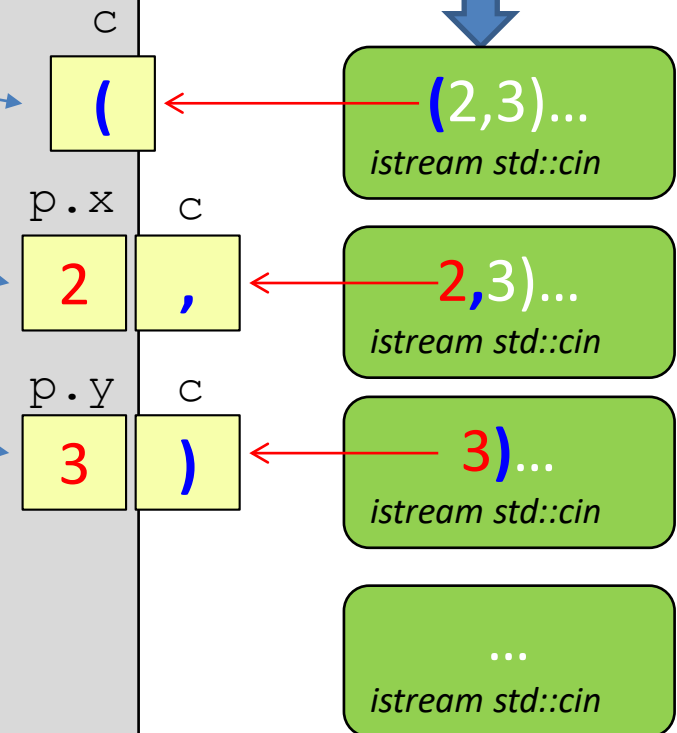 c
(
(2,3)...
istream std::cin
p.x c
2 ,
2,3)...
istream std::cin
p.y c
3 )
3)...
istream std::cin
...
istream std::cin